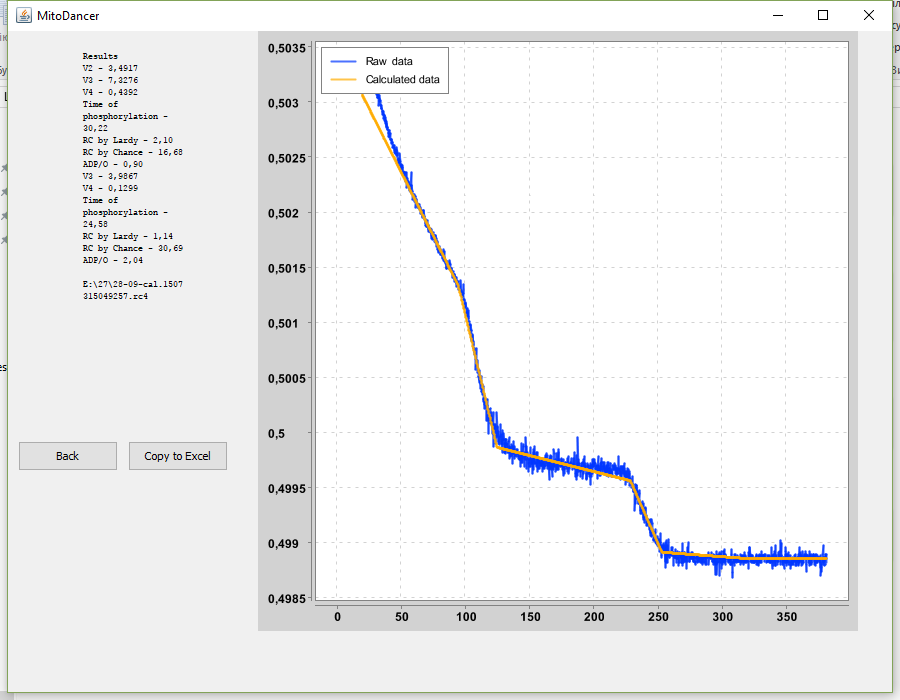 MitoDancer
Results
V2 - 3,4917
V3 - 7,3276
V4 - 0,4392
Time of
phosphorylation -
30,22
RC by Lardy - 2,10
RC by Chance - 16,68
ADP/O - 0,90
V3 - 3,9867
V4 - 0,1299
Time of
phosphorylation -
24,58
RC by Lardy - 1,14
RC by Chance - 30,69
ADP/O - 2,04
E:\27\28-09-cal.1507
315049257.rc4
Back
Copy to Excel
Raw data
Calculated data
0,5035
0,503
0,5025
0,502
0,5015
0,501
0,5005
0,5
0,4995
0,499
0,4985
0
50
100
150
200
250
300
350